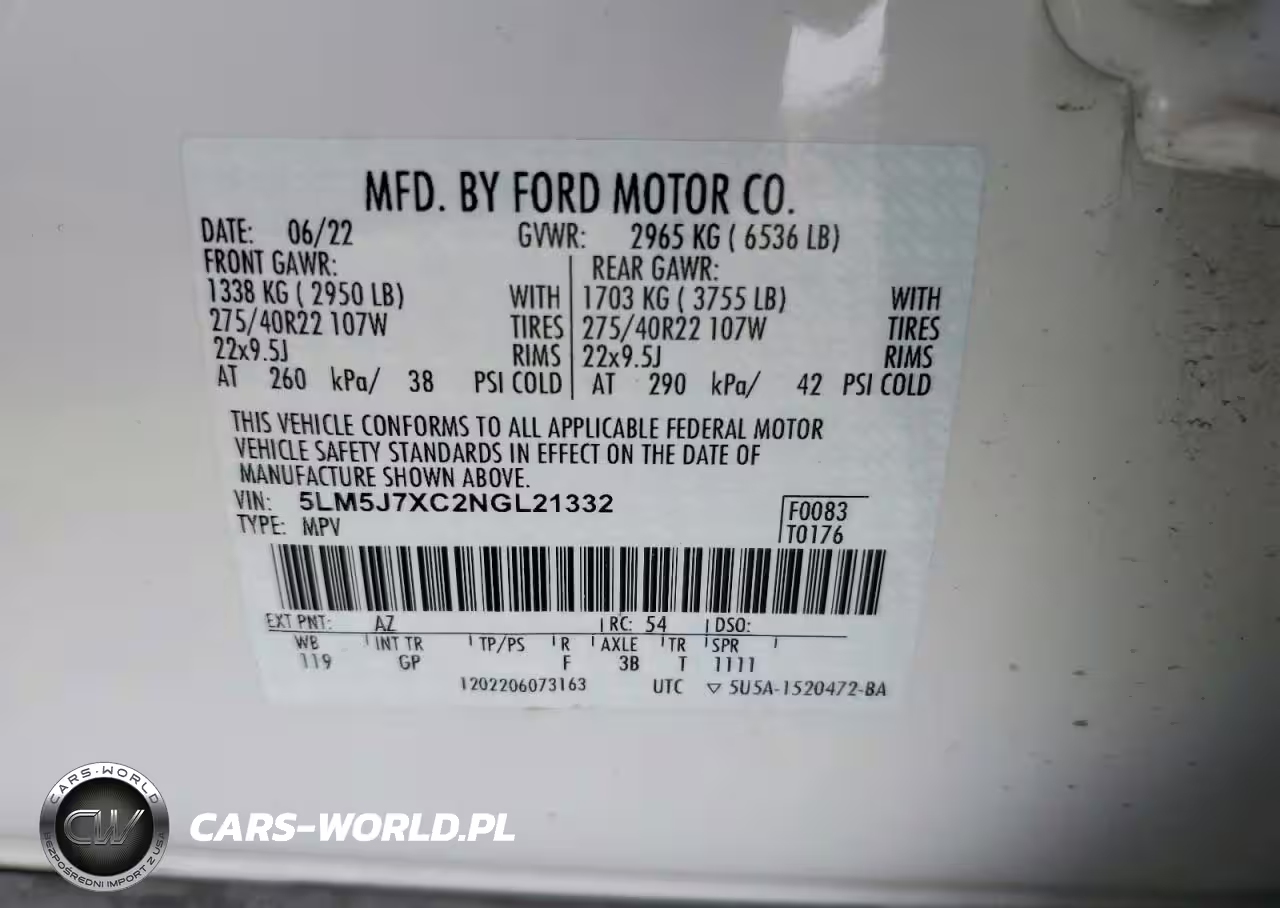 MFD. BY FORD MOTOR CO.
DATE: 06/22 GVWR: 2965 KG ( 6536 LB)
FRONT GAWR: REAR GAWR:
1338 KG ( 2950 LB) WITH 1703 KG ( 3755 LB) WITH
275/40R22 107W TIRES 275/40R22 107W TIRES
22x9.5J RIMS 22x9.5J RIMS
AT 260 kPa/ 38 PSI COLD AT 290 kPa/ 42 PSI COLD
THIS VEHICLE CONFORMS TO ALL APPLICABLE FEDERAL MOTOR
VEHICLE SAFETY STANDARDS IN EFFECT ON THE DATE OF
MANUFACTURE SHOWN ABOVE.
VIN: 5LM5J7XC2NGL21332 F0083
TYPE: MPV T0176
EXT PNT: AZ RC: 54 DSO:
WB INT TR TP/PS R AXLE TR SPR
119 GP F 3B T 1111
1202206073163 UTC ▽ 5U5A-1520472-BA
CARS-WORLD
CW
BEZPOŚREDNI IMPORT Z USA
CARS-WORLD.PL